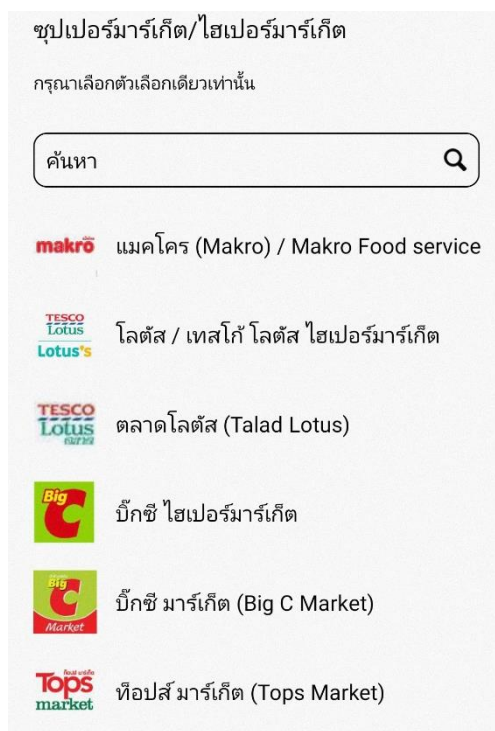 ซุปเปอร์มาร์เก็ต/ไฮเปอร์มาร์เก็ต
กรุณาเลือกตัวเลือกเดียวเท่านั้น
ค้นหา
makro
แมคโคร (Makro) / Makro Food service
TESCO
Lotus
Lotus's
โลตัส / เทสโก้ โลตัส ไฮเปอร์มาร์เก็ต
TESCO
Lotus
ตลาด
ตลาดโลตัส (Talad Lotus)
Big
C
บิ๊กซี ไฮเปอร์มาร์เก็ต
Big
C
Market
บิ๊กซี มาร์เก็ต (Big C Market)
Tops
market
ท็อปส์ มาร์เก็ต (Tops Market)